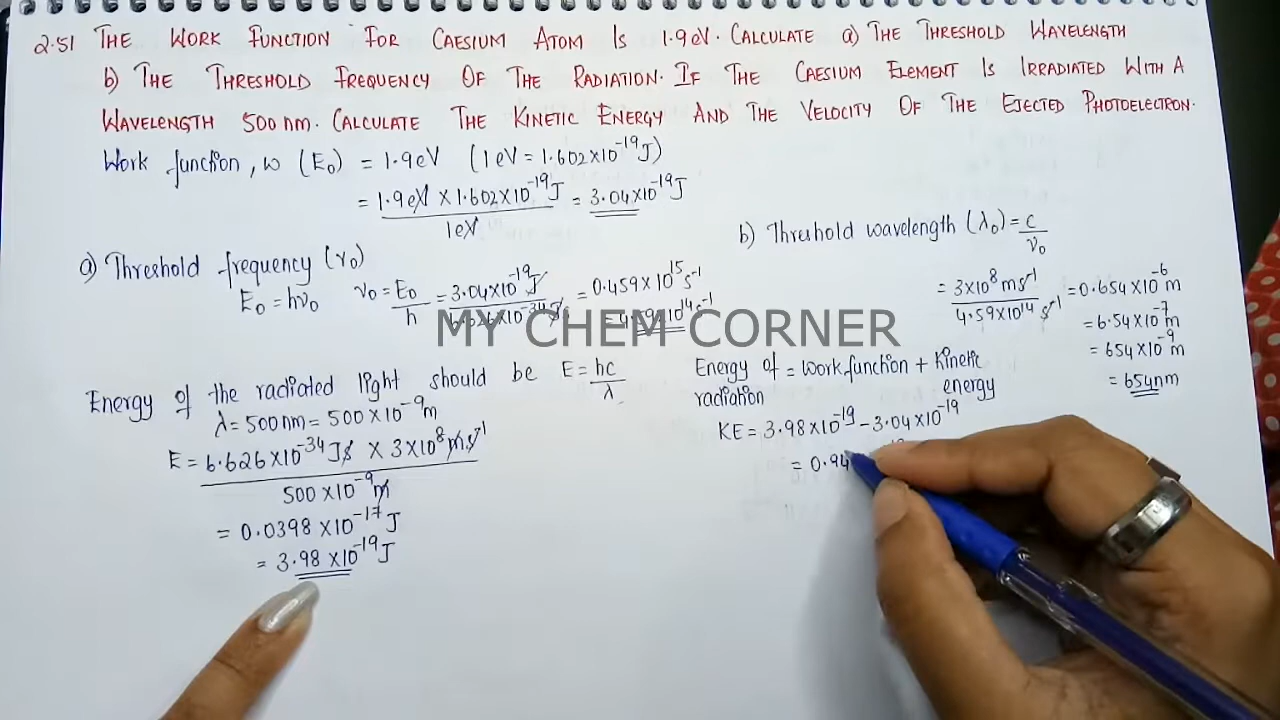 2.51 THE WORK FUNCTION FOR CAESIUM ATOM IS 1.9eV. CALCULATE a) THE THRESHOLD WAVELENGTH
b) THE THRESHOLD FREQUENCY OF THE RADIATION. IF THE CAESIUM ELEMENT IS IRRADIATED WITH A
WAVELENGTH 500 nm. CALCULATE THE KINETIC ENERGY AND THE VELOCITY OF THE EJECTED PHOTOELECTRON.
Work function, ω (E₀) = 1.9eV (1eV = 1.602×10⁻¹⁹J)
= 1.9eV × 1.602×10⁻¹⁹J = 3.04×10⁻¹⁹J
1eV
a) Threshold frequency (ν₀)
E₀ = hν₀ ν₀ = E₀ = 3.04×10⁻¹⁹J = 0.459×10¹⁵s⁻¹
h 6.626×10⁻³⁴Js = 4.59×10¹⁴s⁻¹
b) Threshold wavelength (λ₀) = c
ν₀
= 3×10⁸ms⁻¹ = 0.654×10⁻⁶m
4.59×10¹⁴s⁻¹ = 6.54×10⁻⁷m
= 654×10⁻⁹m
= 654nm
MY CHEM CORNER
Energy of the radiated light should be E = hc
λ
λ = 500nm = 500×10⁻⁹m
E = 6.626×10⁻³⁴Js × 3×10⁸ms⁻¹
500×10⁻⁹m
= 0.0398×10⁻¹⁷J
= 3.98×10⁻¹⁹J
Energy of = Work function + Kinetic
radiation energy
KE = 3.98×10⁻¹⁹ - 3.04×10⁻¹⁹
= 0.94